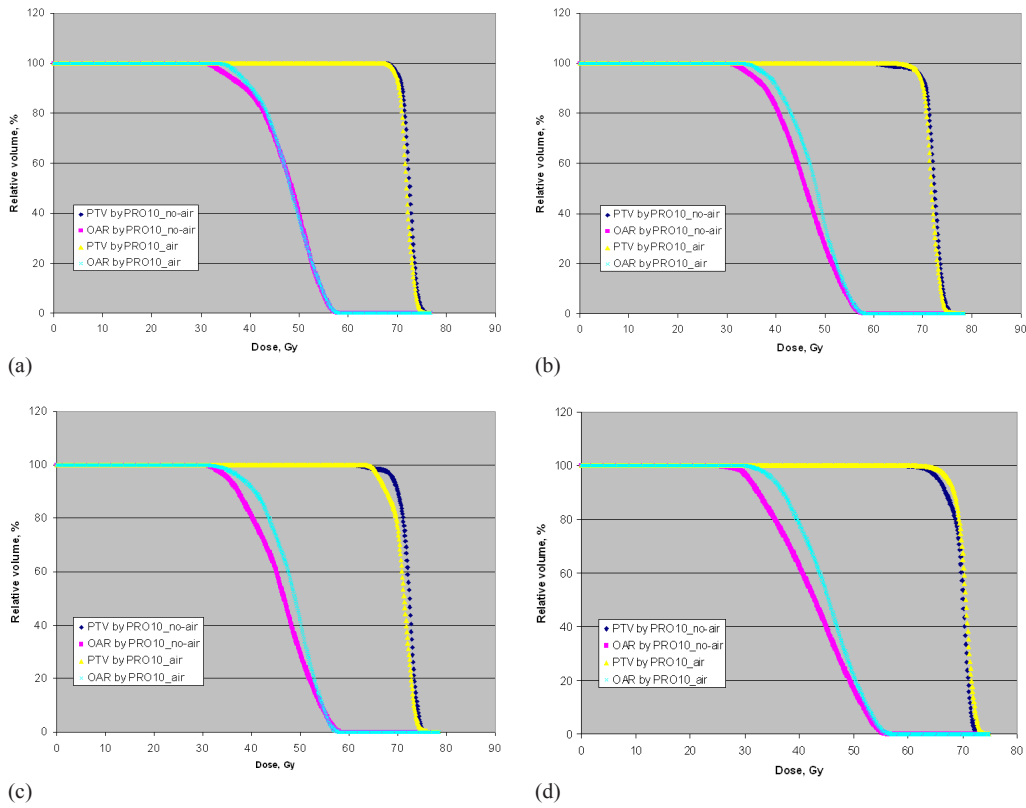 120
100
80
60
40
20
0
Relative volume, %
PTV by PRO10_no-air
OAR by PRO10_no-air
PTV by PRO10_air
OAR by PRO10_air
0 10 20 30 40 50 60 70 80 90
Dose, Gy
(a)
120
100
80
60
40
20
0
Relative volume, %
PTV by PRO10_no-air
OAR by PRO10_no-air
PTV by PRO10_air
OAR by PRO10_air
0 10 20 30 40 50 60 70 80 90
Dose, Gy
(b)
120
100
80
60
40
20
0
Relative volume, %
PTV by PRO10_no-air
OAR by PRO10_no-air
PTV by PRO10_air
OAR by PRO10_air
0 10 20 30 40 50 60 70 80 90
Dose, Gy
(c)
120
100
80
60
40
20
0
Relative volume, %
PTV by PRO10_no-air
OAR by PRO10_no-air
PTV by PRO10_air
OAR by PRO10_air
0 10 20 30 40 50 60 70 80
Dose, Gy
(d)